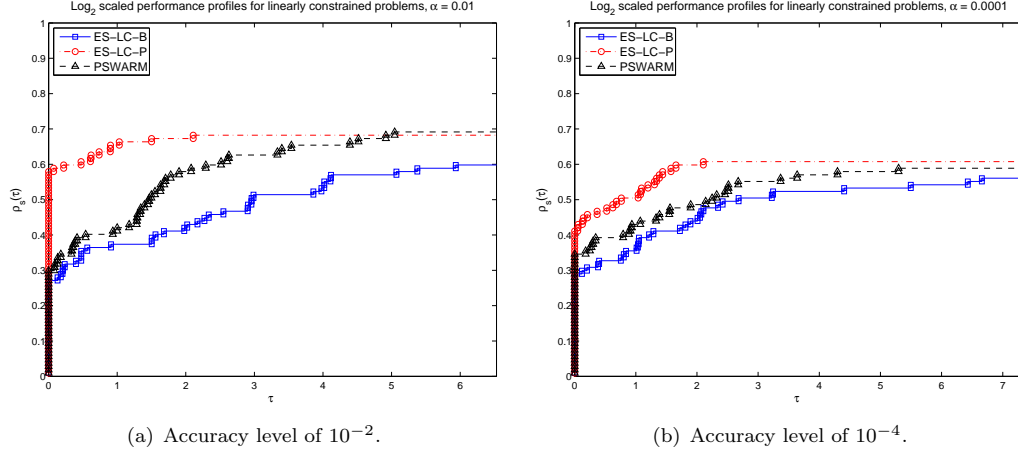 Log2 scaled performance profiles for linearly constrained problems, α = 0.01
1
0.9
0.8
0.7
0.6
0.5
0.4
0.3
0.2
0.1
0
ρs(τ)
ES−LC−B
ES−LC−P
PSWARM
0 1 2 3 4 5 6
τ
(a) Accuracy level of 10−2.
Log2 scaled performance profiles for linearly constrained problems, α = 0.0001
1
0.9
0.8
0.7
0.6
0.5
0.4
0.3
0.2
0.1
0
ρs(τ)
ES−LC−B
ES−LC−P
PSWARM
0 1 2 3 4 5 6 7
τ
(b) Accuracy level of 10−4.